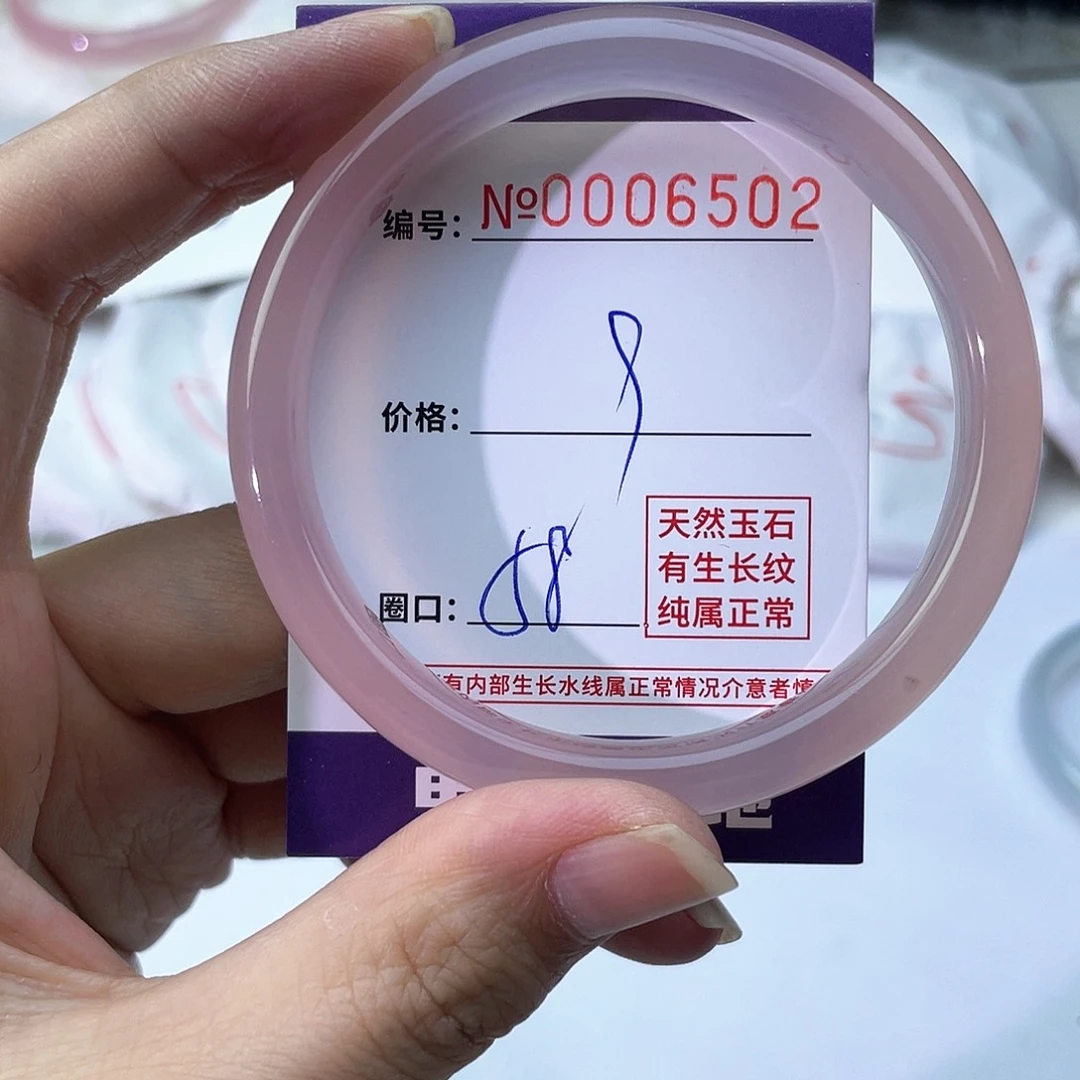 编号: №0006502
价格:
圈口: 58
天然玉石
有生长纹
纯属正常
有内部生长水线属正常情况介意者慎